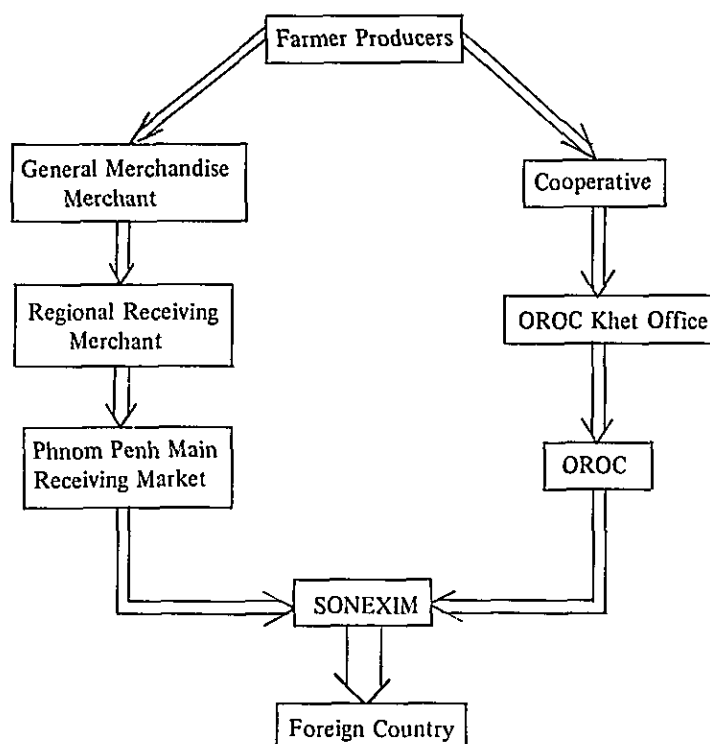 Farmer Producers
General Merchandise
Merchant
Cooperative
Regional Receiving
Merchant
OROC Khet Office
Phnom Penh Main
Receiving Market
OROC
SONEXIM
Foreign Country